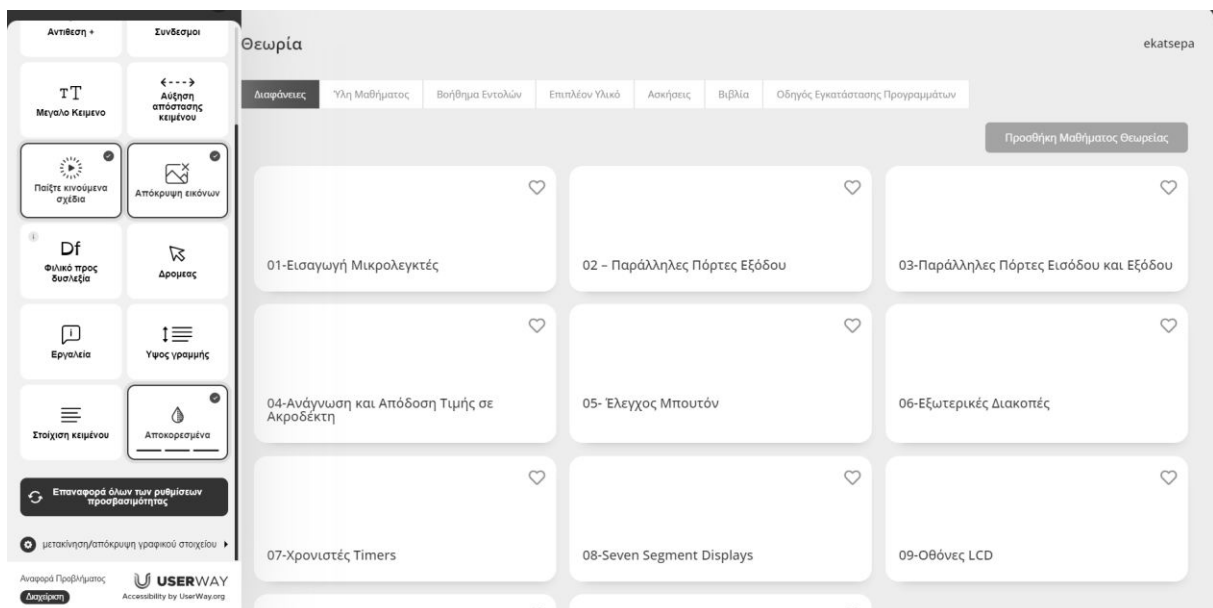 Αντιθεση +
Συνδεσμοι
TT
Μεγαλο Κειμενο
Αύξηση
απόστασης
κειμένου
Παίξτε κινούμενα
σχέδια
Απόκρυψη εικόνων
Df
Φιλικό προς
δυσλεξία
Δρομεας
Εργαλεία
Υψος γραμμής
Στοίχιση κειμένου
Αποκορεσμένα
Επαναφορά όλων των ρυθμίσεων
προσβασιμότητας
μετακίνηση/απόκρυψη γραφικού στοιχείου
Αναφορά Προβλήματος
Διαχείριση
USERWAY
Accessibility by UserWay.org
Θεωρία
ekatsepa
Διαφάνειες Ύλη Μαθήματος Βοήθημα Εντολών Επιπλέον Υλικό Ασκήσεις Βιβλία Οδηγός Εγκατάστασης Προγραμμάτων
Προσθήκη Μαθήματος Θεωρείας
01-Εισαγωγή Μικρολεγκτές
02 – Παράλληλες Πόρτες Εξόδου
03-Παράλληλες Πόρτες Εισόδου και Εξόδου
04-Ανάγνωση και Απόδοση Τιμής σε
Ακροδέκτη
05- Έλεγχος Μπουτόν
06-Εξωτερικές Διακοπές
07-Χρονιστές Timers
08-Seven Segment Displays
09-Οθόνες LCD